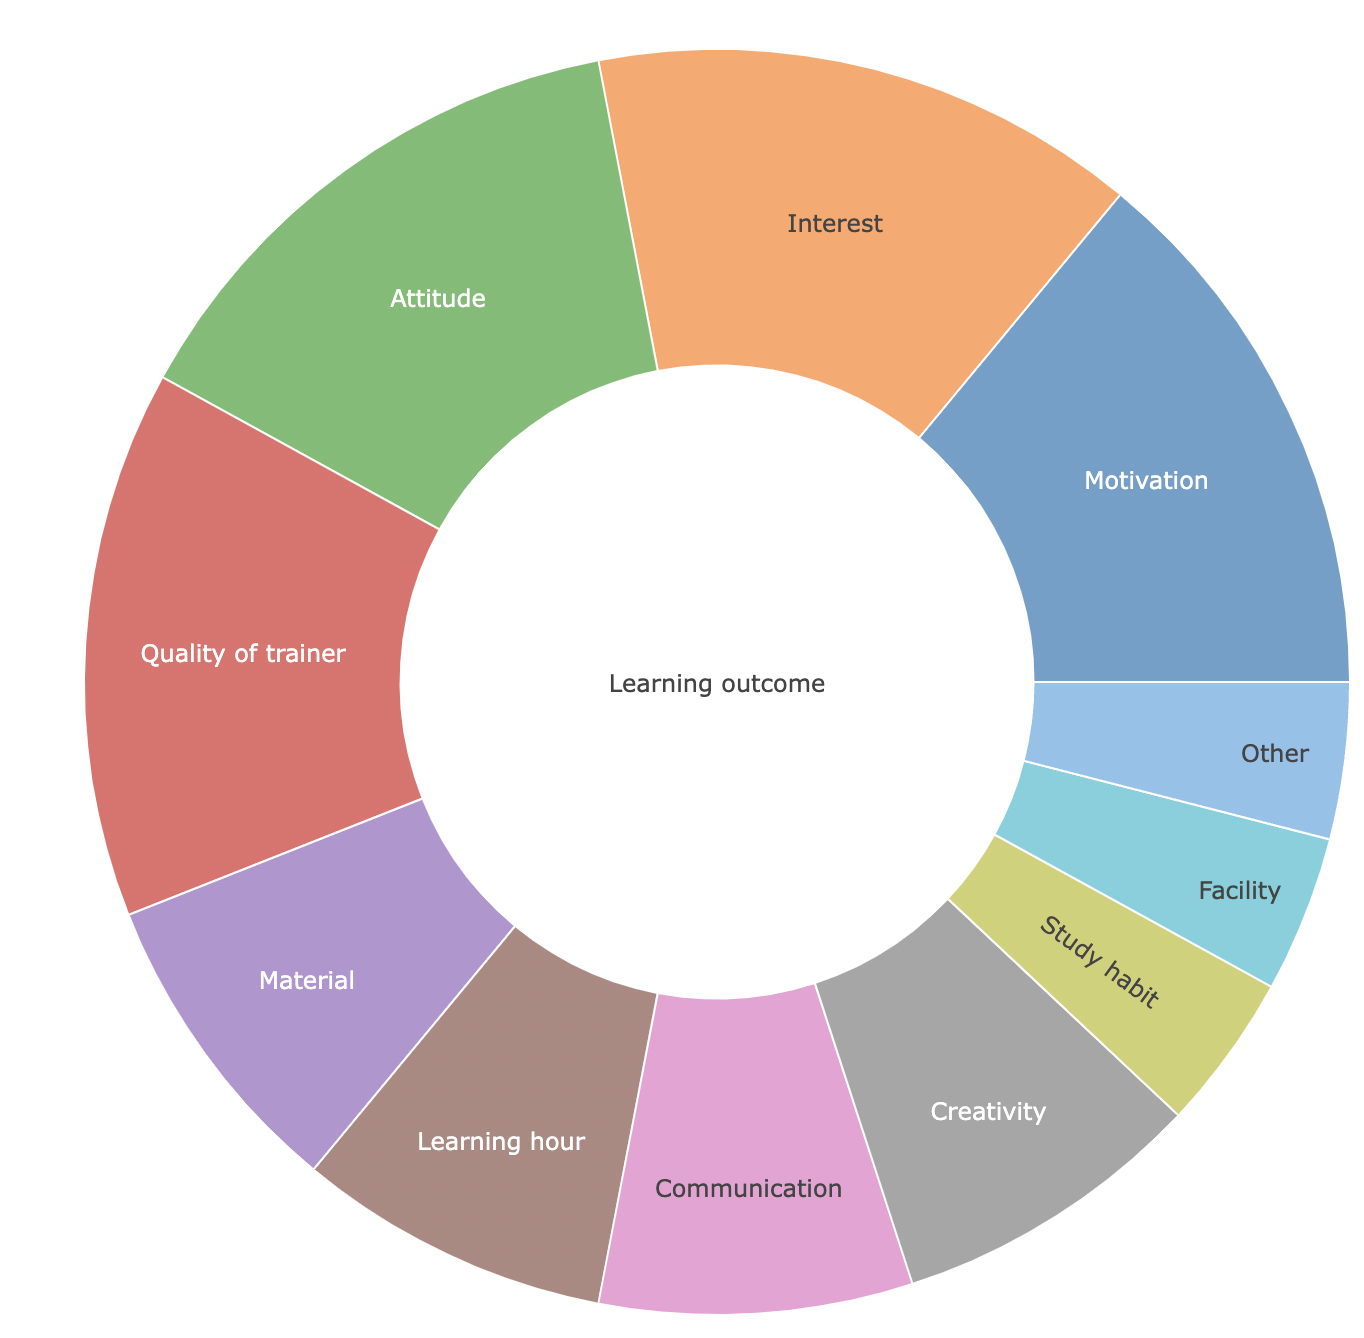 Interest
Attitude
Motivation
Quality of trainer
Learning outcome
Other
Facility
Study habit
Material
Creativity
Learning hour
Communication